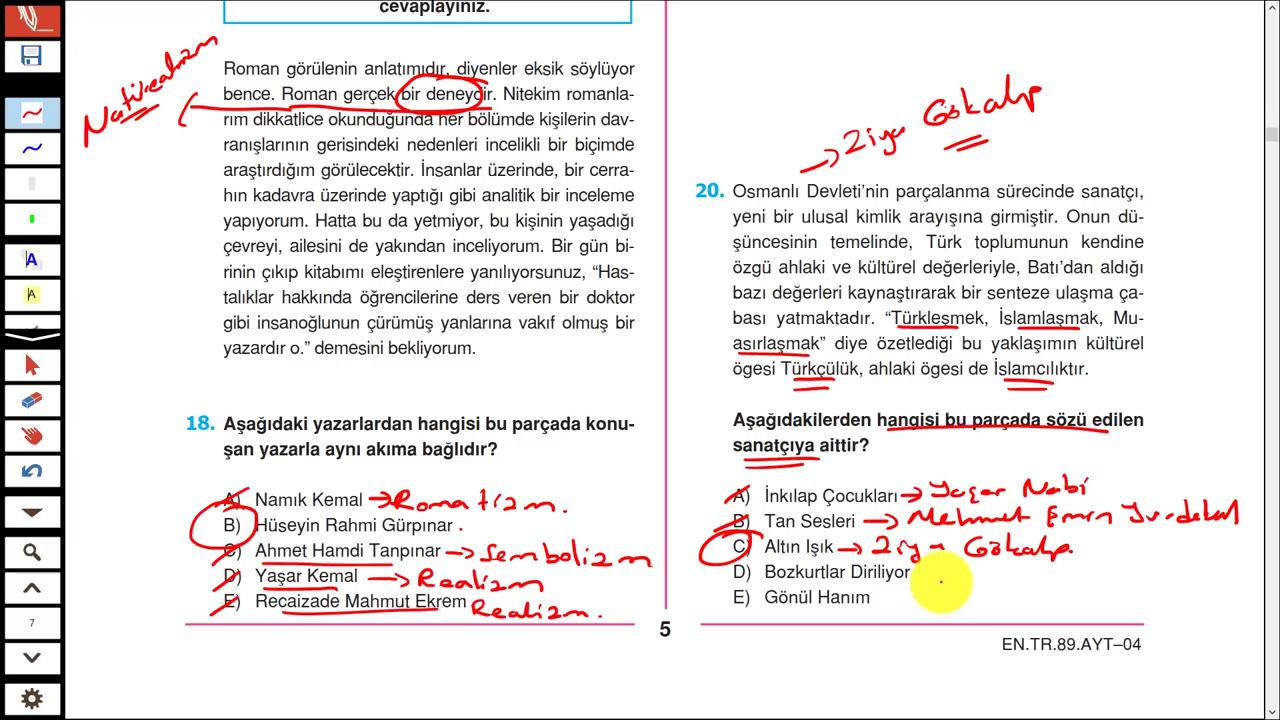 cevaplayınız.
Natüralizm
Roman görülenin anlatımıdır, diyenler eksik söylüyor
bence. Roman gerçek bir deneydir. Nitekim romanla-
rım dikkatlice okunduğunda her bölümde kişilerin dav-
ranışlarının gerisindeki nedenleri incelikli bir biçimde
araştırdığım görülecektir. İnsanlar üzerinde, bir cerra-
hın kadavra üzerinde yaptığı gibi analitik bir inceleme
yapıyorum. Hatta bu da yetmiyor, bu kişinin yaşadığı
çevreyi, ailesini de yakından inceliyorum. Bir gün bi-
rinin çıkıp kitabımı eleştirenlere yanılıyorsunuz, “Has-
talıklar hakkında öğrencilerine ders veren bir doktor
gibi insanoğlunun çürümüş yanlarına vakıf olmuş bir
yazardır o.” demesini bekliyorum.
18. Aşağıdaki yazarlardan hangisi bu parçada konu-
şan yazarla aynı akıma bağlıdır?
A) Namık Kemal → Romatizm.
B) Hüseyin Rahmi Gürpınar
C) Ahmet Hamdi Tanpınar → Sembolizm
D) Yaşar Kemal → Realizm
E) Recaizade Mahmut Ekrem Realizm.
→ Ziya Gökalp
20. Osmanlı Devleti’nin parçalanma sürecinde sanatçı,
yeni bir ulusal kimlik arayışına girmiştir. Onun dü-
şüncesinin temelinde, Türk toplumunun kendine
özgü ahlaki ve kültürel değerleriyle, Batı’dan aldığı
bazı değerleri kaynaştırarak bir senteze ulaşma ça-
bası yatmaktadır. “Türkleşmek, İslamlaşmak, Mu-
asırlaşmak” diye özetlediği bu yaklaşımın kültürel
ögesi Türkçülük, ahlaki ögesi de İslamcılıktır.
Aşağıdakilerden hangisi bu parçada sözü edilen
sanatçıya aittir?
A) İnkılap Çocukları → Yaşar Nabi
B) Tan Sesleri → Mehmet Emin Yurdakul
C) Altın Işık → Ziya Gökalp.
D) Bozkurtlar Diriliyor
E) Gönül Hanım
5
EN.TR.89.AYT–04
A
A
7